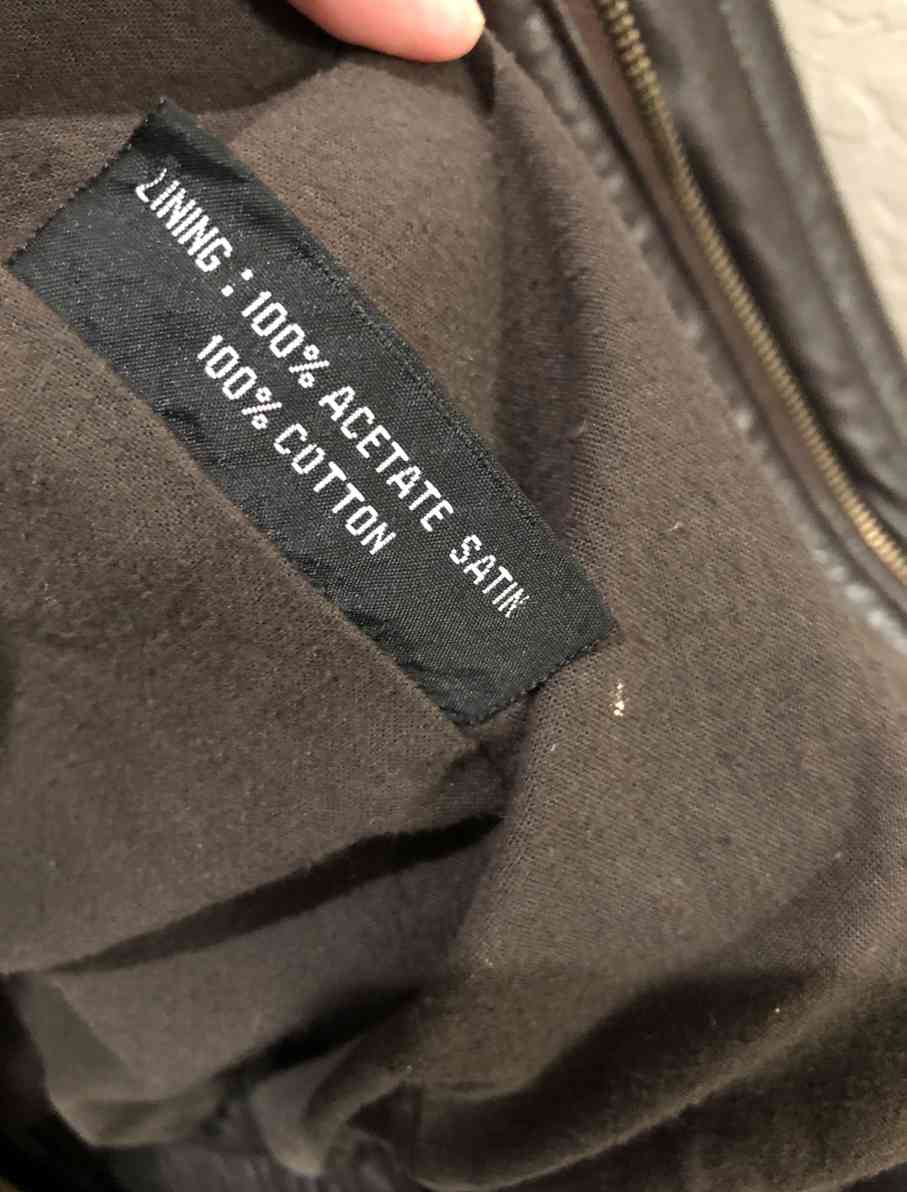 LINING : 100% ACETATE SATIN
100% COTTON